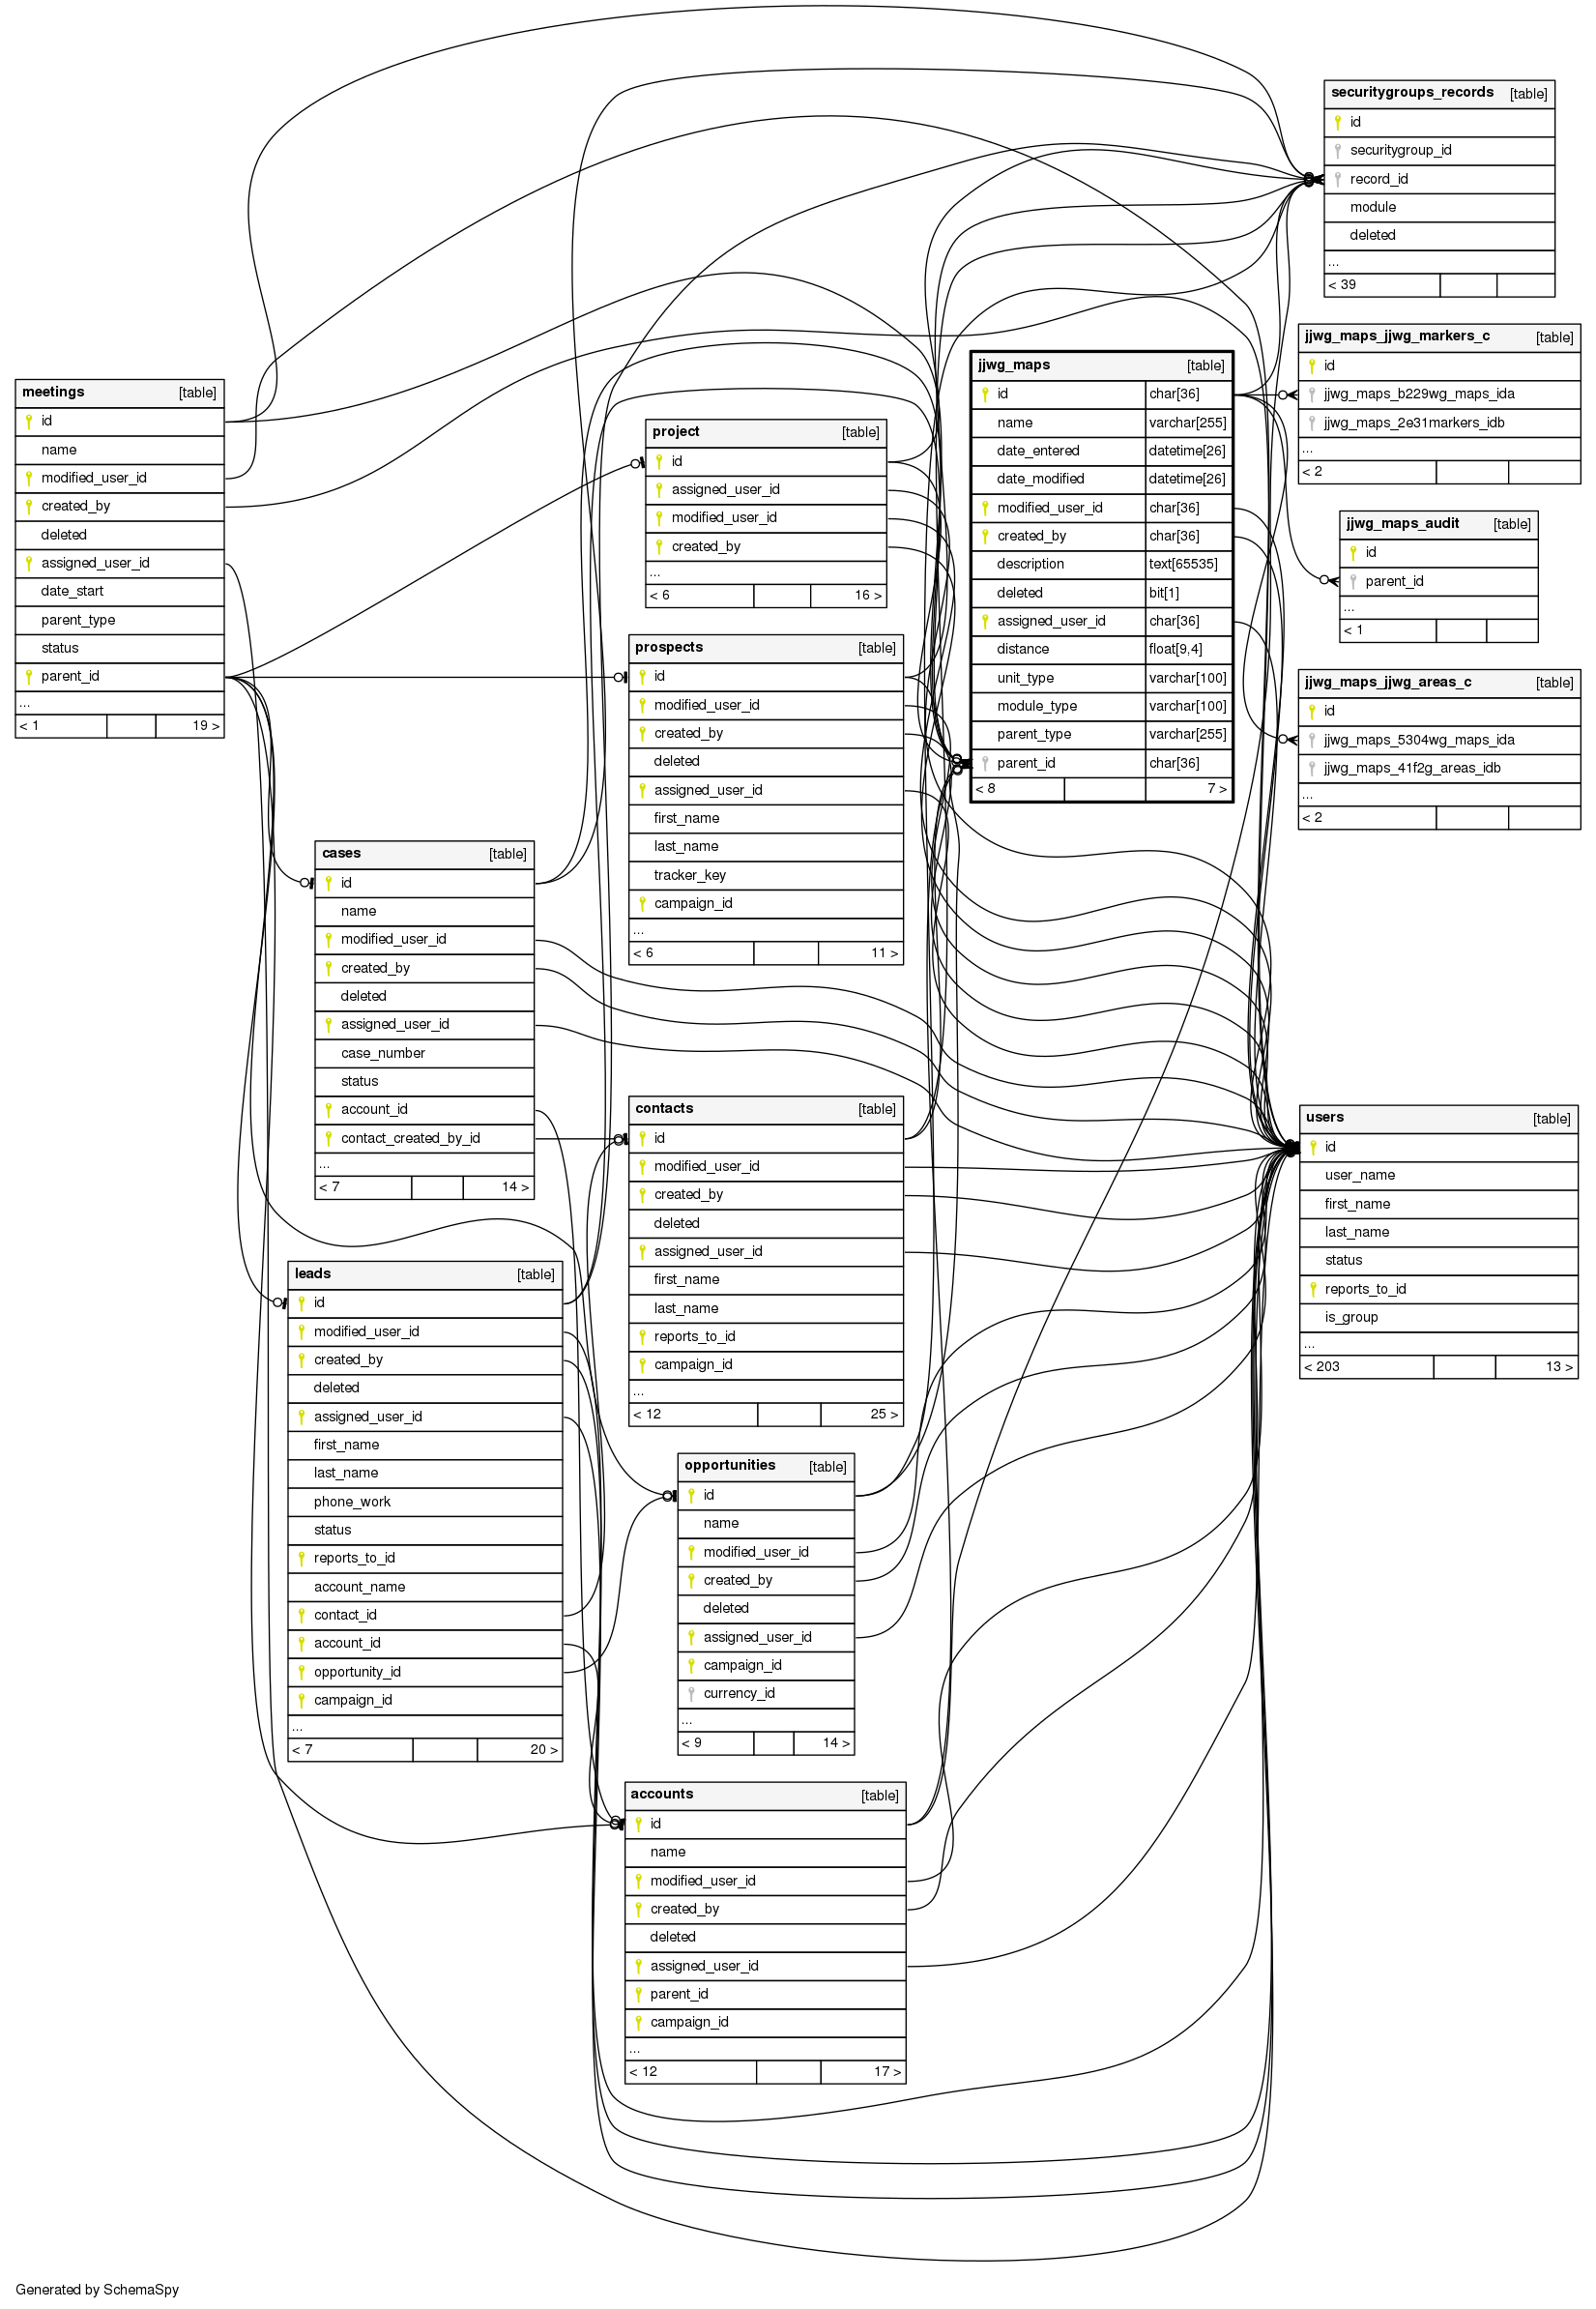 securitygroups_records [table]
id
securitygroup_id
record_id
module
deleted
...
< 39
jjwg_maps_jjwg_markers_c [table]
id
jjwg_maps_b229wg_maps_ida
jjwg_maps_2e31markers_idb
...
< 2
jjwg_maps [table]
id char[36]
name varchar[255]
date_entered datetime[26]
date_modified datetime[26]
modified_user_id char[36]
created_by char[36]
description text[65535]
deleted bit[1]
assigned_user_id char[36]
distance float[9,4]
unit_type varchar[100]
module_type varchar[100]
parent_type varchar[255]
parent_id char[36]
< 8 7 >
meetings [table]
id
name
modified_user_id
created_by
deleted
assigned_user_id
date_start
parent_type
status
parent_id
...
< 1 19 >
project [table]
id
assigned_user_id
modified_user_id
created_by
...
< 6 16 >
jjwg_maps_audit [table]
id
parent_id
...
< 1
prospects [table]
id
modified_user_id
created_by
deleted
assigned_user_id
first_name
last_name
tracker_key
campaign_id
...
< 6 11 >
jjwg_maps_jjwg_areas_c [table]
id
jjwg_maps_5304wg_maps_ida
jjwg_maps_41f2g_areas_idb
...
< 2
cases [table]
id
name
modified_user_id
created_by
deleted
assigned_user_id
case_number
status
account_id
contact_created_by_id
...
< 7 14 >
contacts [table]
id
modified_user_id
created_by
deleted
assigned_user_id
first_name
last_name
reports_to_id
campaign_id
...
< 12 25 >
users [table]
id
user_name
first_name
last_name
status
reports_to_id
is_group
...
< 203 13 >
leads [table]
id
modified_user_id
created_by
deleted
assigned_user_id
first_name
last_name
phone_work
status
reports_to_id
account_name
contact_id
account_id
opportunity_id
campaign_id
...
< 7 20 >
opportunities [table]
id
name
modified_user_id
created_by
deleted
assigned_user_id
campaign_id
currency_id
...
< 9 14 >
accounts [table]
id
name
modified_user_id
created_by
deleted
assigned_user_id
parent_id
campaign_id
...
< 12 17 >
Generated by SchemaSpy